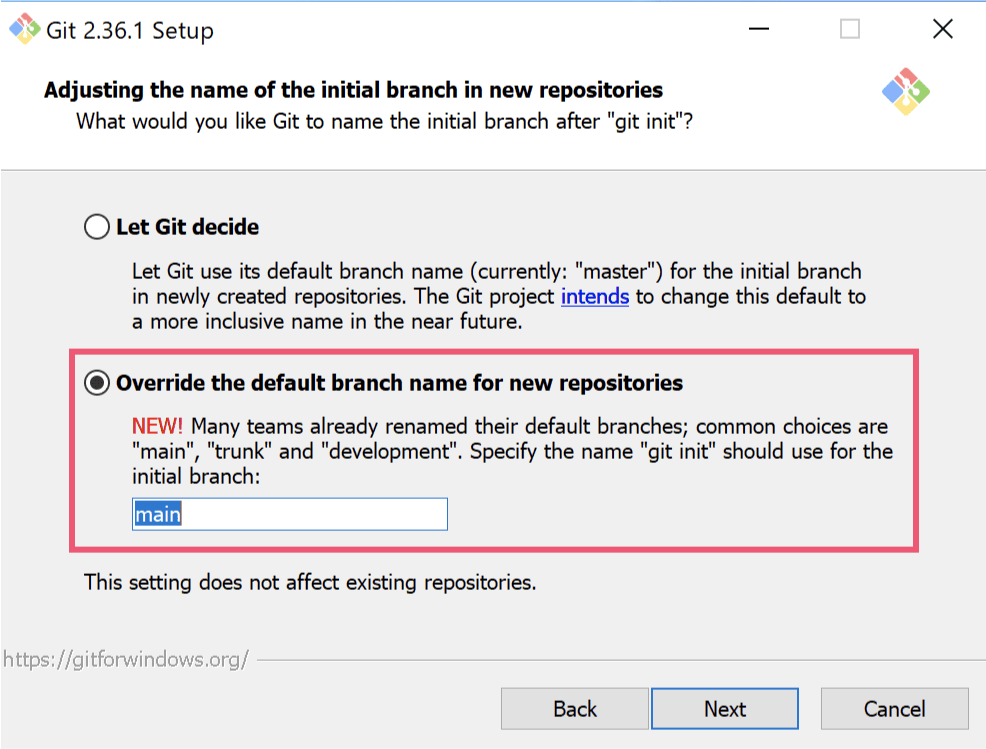 Git 2.36.1 Setup
Adjusting the name of the initial branch in new repositories
What would you like Git to name the initial branch after "git init"?
Let Git decide
Let Git use its default branch name (currently: "master") for the initial branch
in newly created repositories. The Git project intends to change this default to
a more inclusive name in the near future.
Override the default branch name for new repositories
NEW! Many teams already renamed their default branches; common choices are
"main", "trunk" and "development". Specify the name "git init" should use for the
initial branch:
main
This setting does not affect existing repositories.
https://gitforwindows.org/
Back Next Cancel